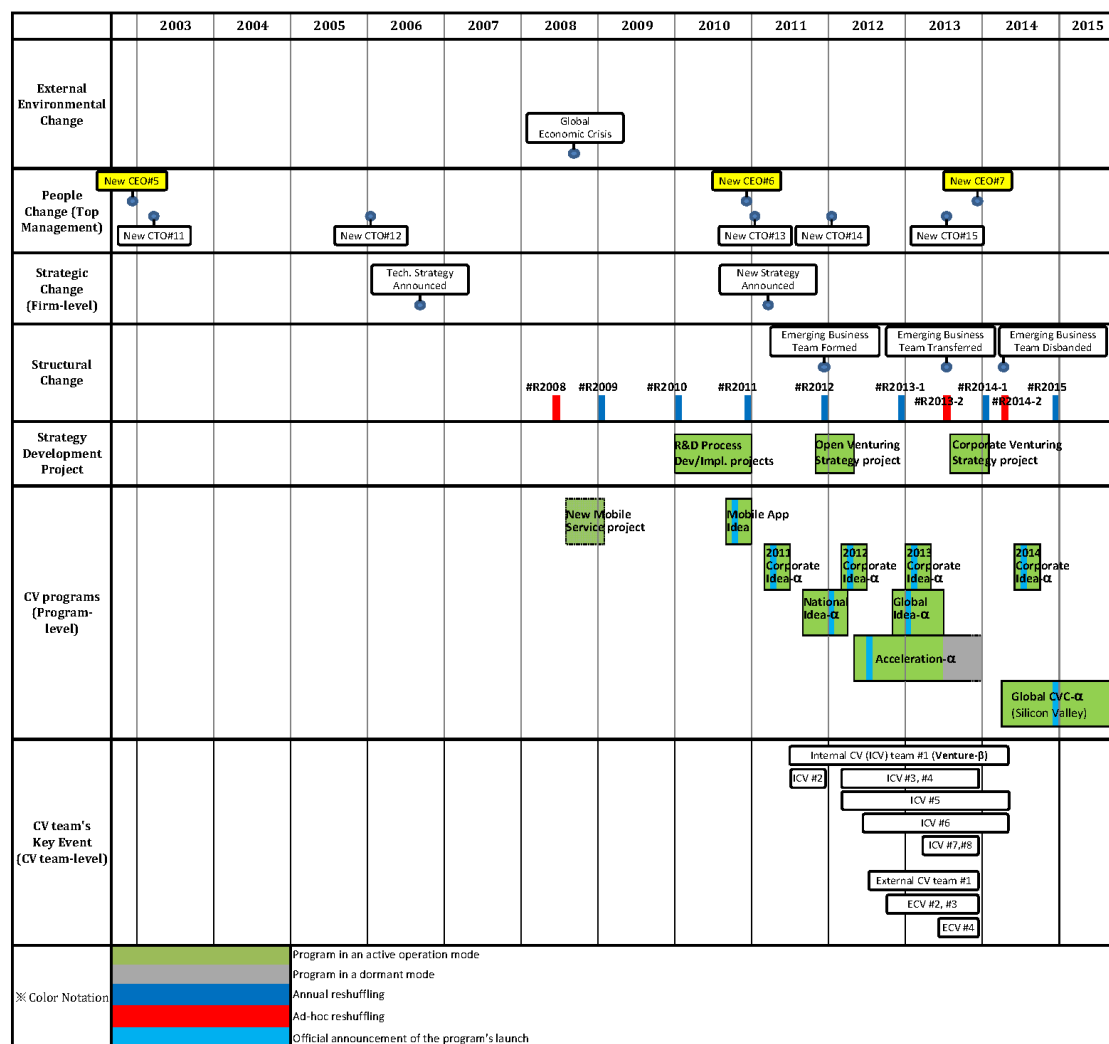 2003 2004 2005 2006 2007 2008 2009 2010 2011 2012 2013 2014 2015
External
Environmental
Change
Global
Economic Crisis
People
Change (Top
Management)
New CEO#5
New CEO#6
New CEO#7
New CTO#11
New CTO#12
New CTO#13
New CTO#14
New CTO#15
Strategic
Change
(Firm-level)
Tech. Strategy
Announced
New Strategy
Announced
Structural
Change
Emerging Business
Team Formed
Emerging Business
Team Transferred
Emerging Business
Team Disbanded
#R2008
#R2009
#R2010
#R2011
#R2012
#R2013-1
#R2013-2
#R2014-1
#R2014-2
#R2015
Strategy
Development
Project
R&D Process
Dev/Impl. projects
Open Venturing
Strategy project
Corporate Venturing
Strategy project
CV programs
(Program-
level)
New Mobile
Service project
Mobile App
Idea
2011
Corporate
Idea-α
2012
Corporate
Idea-α
2013
Corporate
Idea-α
2014
Corporate
Idea-α
National
Idea-α
Global
Idea-α
Acceleration-α
Global CVC-α
(Silicon Valley)
CV team's
Key Event
(CV team-level)
Internal CV (ICV) team #1 (Venture-β)
ICV #2
ICV #3, #4
ICV #5
ICV #6
ICV #7,#8
External CV team #1
ECV #2, #3
ECV #4
※ Color Notation
Program in an active operation mode
Program in a dormant mode
Annual reshuffling
Ad-hoc reshuffling
Official announcement of the program's launch